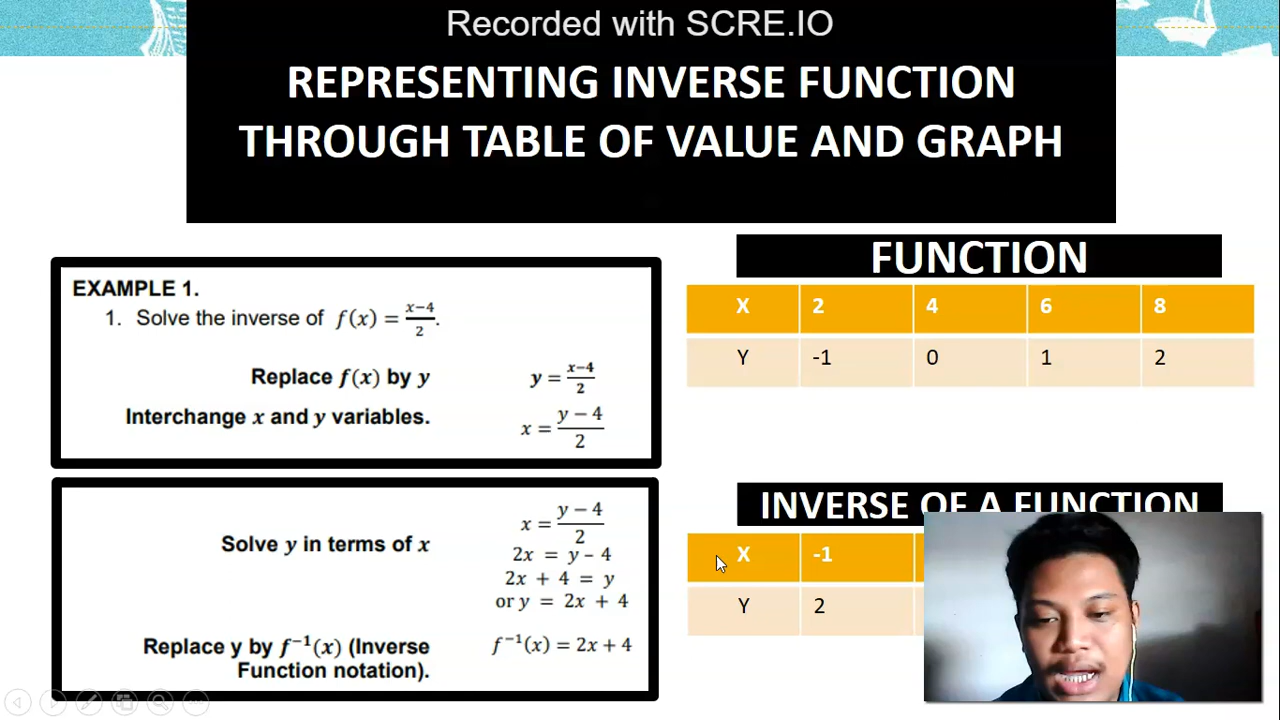 Recorded with SCRE.IO
REPRESENTING INVERSE FUNCTION
THROUGH TABLE OF VALUE AND GRAPH
EXAMPLE 1.
1. Solve the inverse of f(x) = x−4/2.
Replace f(x) by y y = x−4/2
Interchange x and y variables. x = y − 4/2
Solve y in terms of x x = y − 4/2
2x = y − 4
2x + 4 = y
or y = 2x + 4
Replace y by f⁻¹(x) (Inverse f⁻¹(x) = 2x + 4
Function notation).
FUNCTION
X 2 4 6 8
Y -1 0 1 2
INVERSE OF A FUNCTION
X -1
Y 2